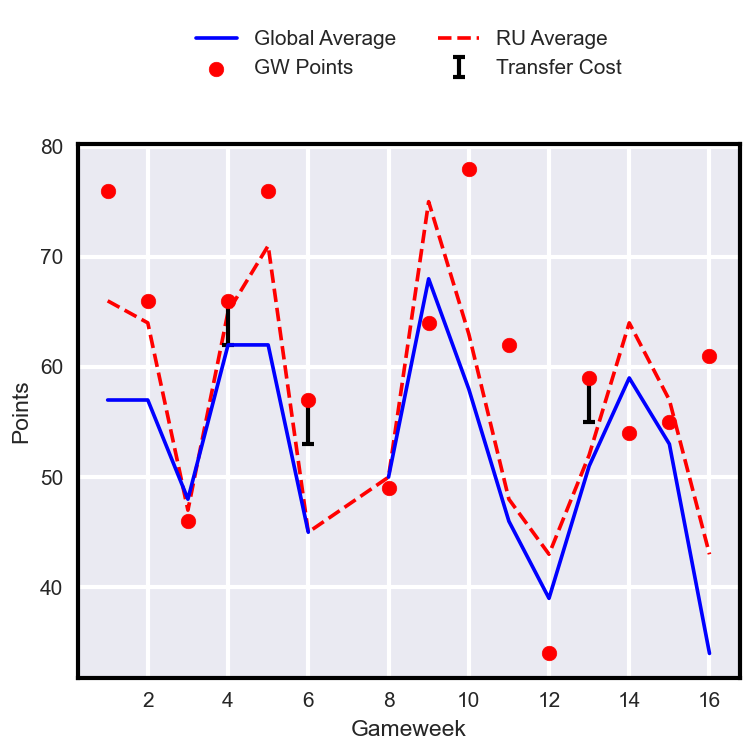 Global Average RU Average
GW Points Transfer Cost
80
70
60
50
40
Points
2 4 6 8 10 12 14 16
Gameweek